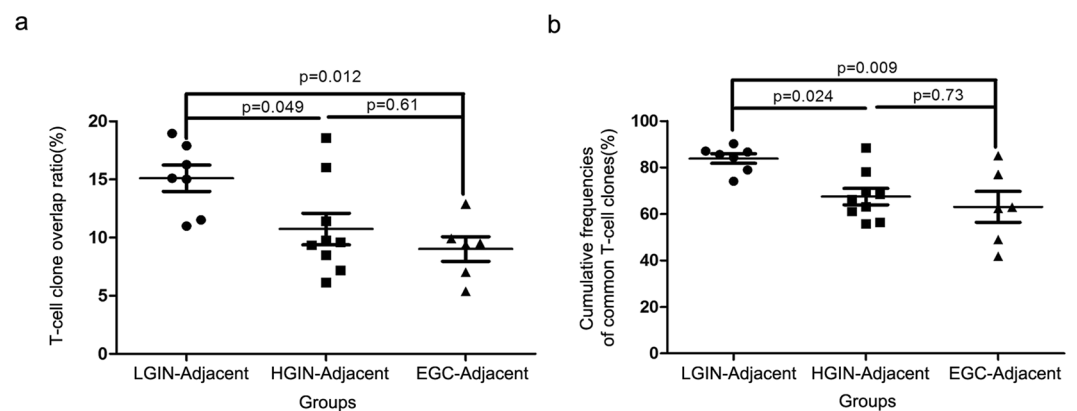 a
p=0.012
p=0.049
p=0.61
20
15
10
5
0
T-cell clone overlap ratio(%)
LGIN-Adjacent
HGIN-Adjacent
EGC-Adjacent
Groups
b
p=0.009
p=0.024
p=0.73
100
80
60
40
20
0
Cumulative frequencies
of common T-cell clones(%)
LGIN-Adjacent
HGIN-Adjacent
EGC-Adjacent
Groups